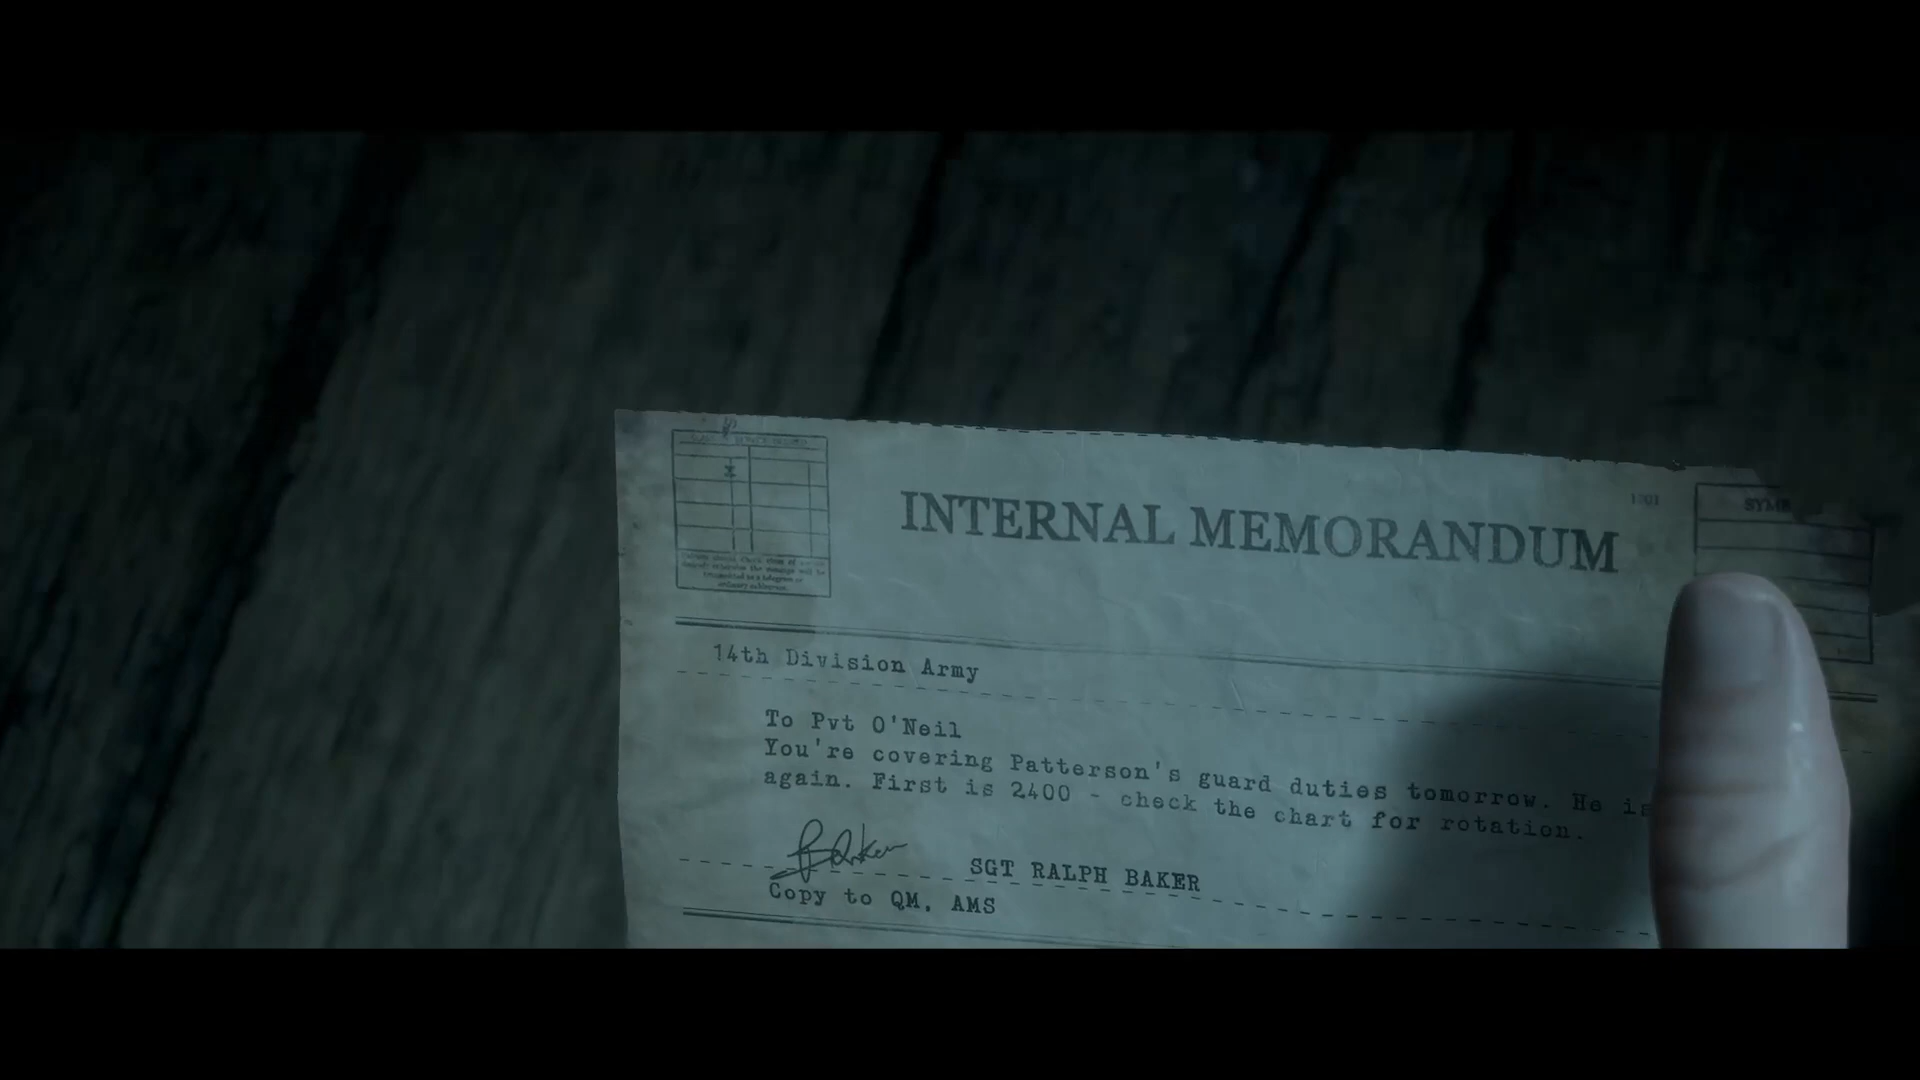 INTERNAL MEMORANDUM
14th Division Army
To Pvt O'Neil
You're covering Patterson's guard duties tomorrow. He is
again. First is 2400 - check the chart for rotation.
SGT RALPH BAKER
Copy to QM, AMS